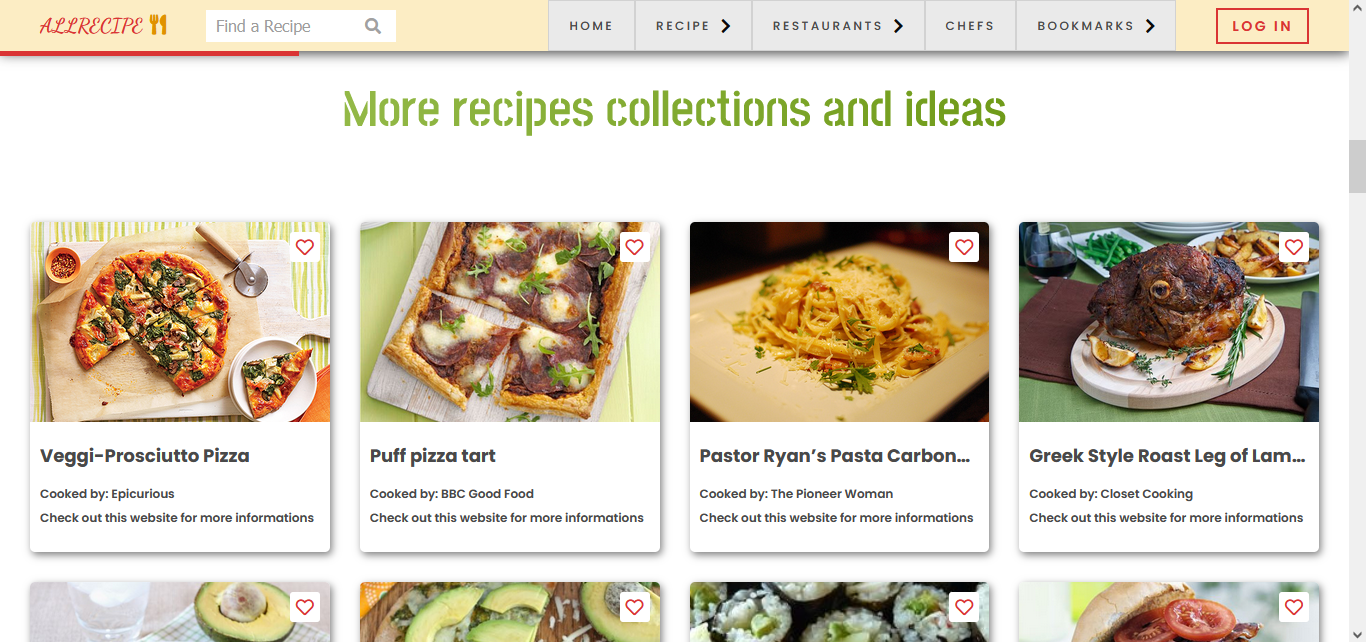 ALLRECIPE
Find a Recipe
HOME
RECIPE
RESTAURANTS
CHEFS
BOOKMARKS
LOG IN
More recipes collections and ideas
Veggi-Prosciutto Pizza
Cooked by: Epicurious
Check out this website for more informations
Puff pizza tart
Cooked by: BBC Good Food
Check out this website for more informations
Pastor Ryan’s Pasta Carbon...
Cooked by: The Pioneer Woman
Check out this website for more informations
Greek Style Roast Leg of Lam...
Cooked by: Closet Cooking
Check out this website for more informations